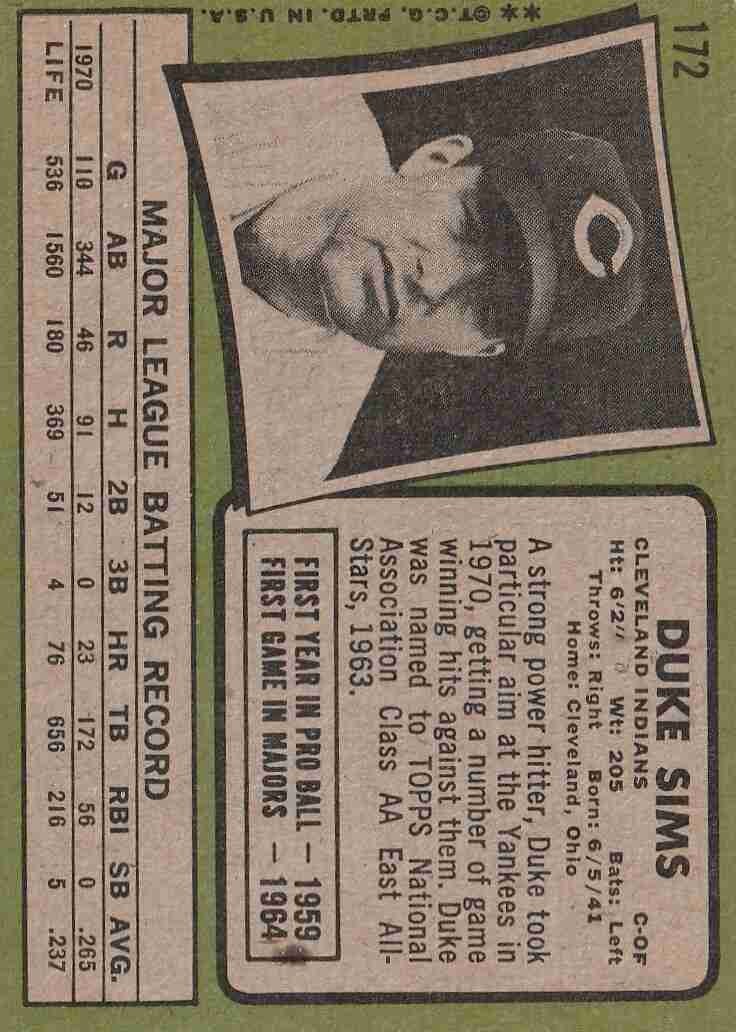 172
DUKE SIMS
CLEVELAND INDIANS C-OF
Ht: 6'2" Wt: 205 Bats: Left
Throws: Right Born: 6/5/41
Home: Cleveland, Ohio
A strong power hitter, Duke took
particular aim at the Yankees in
1970, getting a number of game
winning hits against them. Duke
was named to TOPPS National
Association Class AA East All-
Stars, 1963.
FIRST YEAR IN PRO BALL — 1959
FIRST GAME IN MAJORS — 1964
C
MAJOR LEAGUE BATTING RECORD
G AB R H 2B 3B HR TB RBI SB AVG.
1970 110 344 46 91 12 0 23 172 56 0 .265
LIFE 536 1560 180 369 51 4 76 656 216 5 .237
**©T.C.G. PRTD. IN U.S.A.